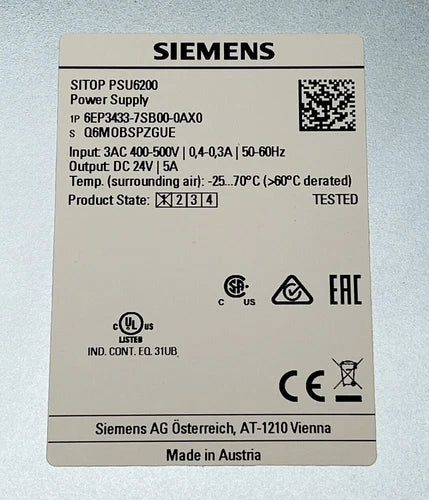 SIEMENS
SITOP PSU6200
Power Supply
1P 6EP3433-7SB00-0AX0
S Q6MOBSPZGUE
Input: 3AC 400-500V | 0,4-0,3A | 50-60Hz
Output: DC 24V | 5A
Temp. (surrounding air): -25...70°C (>60°C derated)
Product State: X 2 3 4 TESTED
SA C US
EAC
C UL US
LISTED
IND. CONT. EQ. 31UB
CE
Siemens AG Österreich, AT-1210 Vienna
Made in Austria